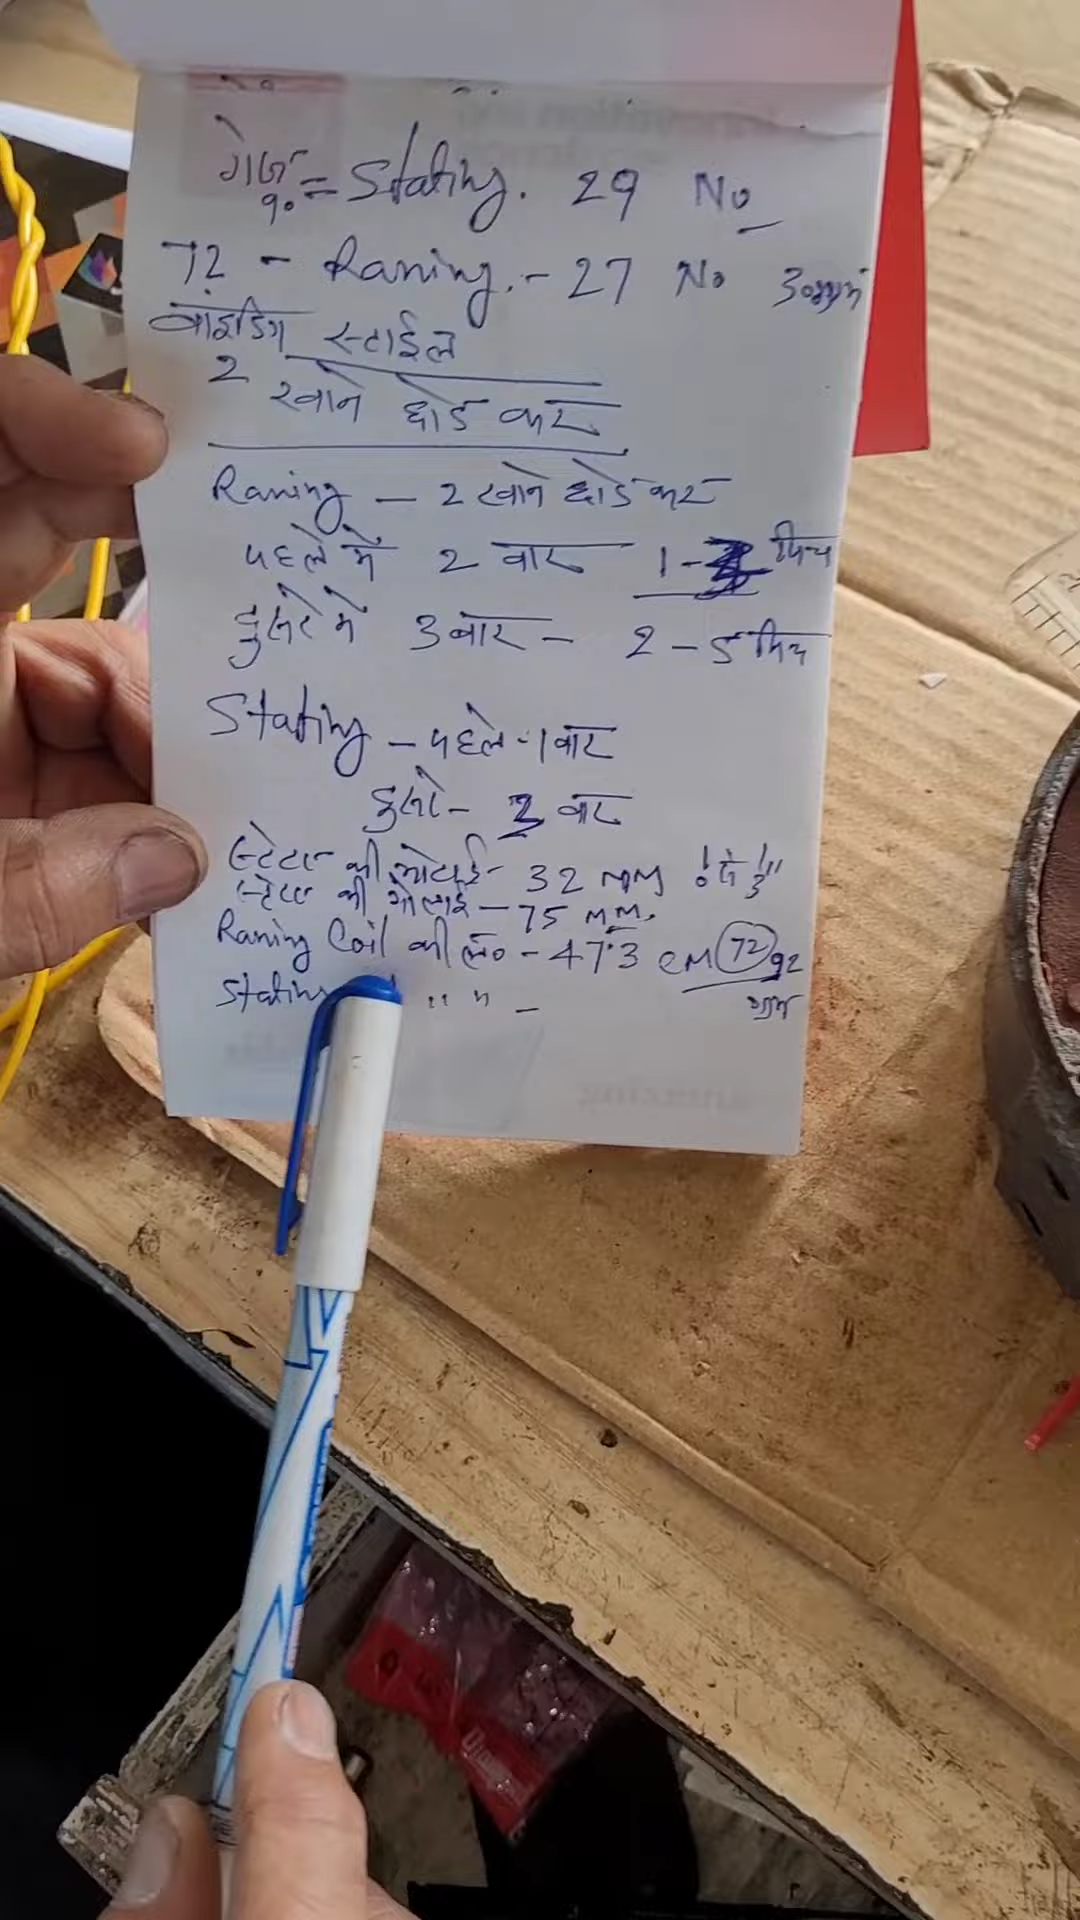 गेज = Stating. 29 No
72 - Raning. - 27 No
वाइडिंग स्टाईल
2 खाने छोड कर
Raning - 2 खाने छोड कर
पहले मे 2 वार 1 - पिच
दुसरे मे 3 वार - 2 - 5 पिच
Stating - पहले - 1 वार
दुसरे - 2 वार
स्टेटर की मोटाई - 32 mm
स्टेटर की गोलाई - 75 mm.
Raning Coil की लं० - 47.3 cm 72
Stating " " -